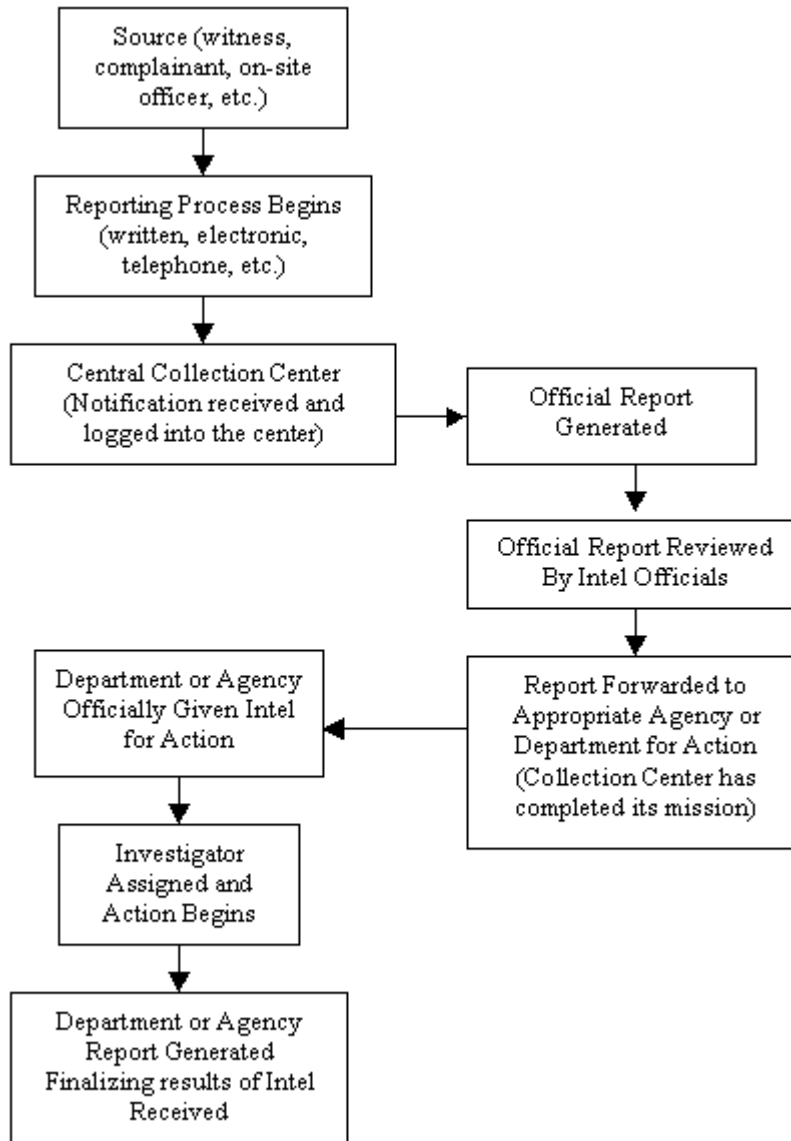 Source (witness,
complainant, on-site
officer, etc.)
Reporting Process Begins
(written, electronic,
telephone, etc.)
Central Collection Center
(Notification received and
logged into the center)
Official Report
Generated
Official Report Reviewed
By Intel Officials
Report Forwarded to
Appropriate Agency or
Department for Action
(Collection Center has
completed its mission)
Department or Agency
Officially Given Intel
for Action
Investigator
Assigned and
Action Begins
Department or Agency
Report Generated
Finalizing results of Intel
Received